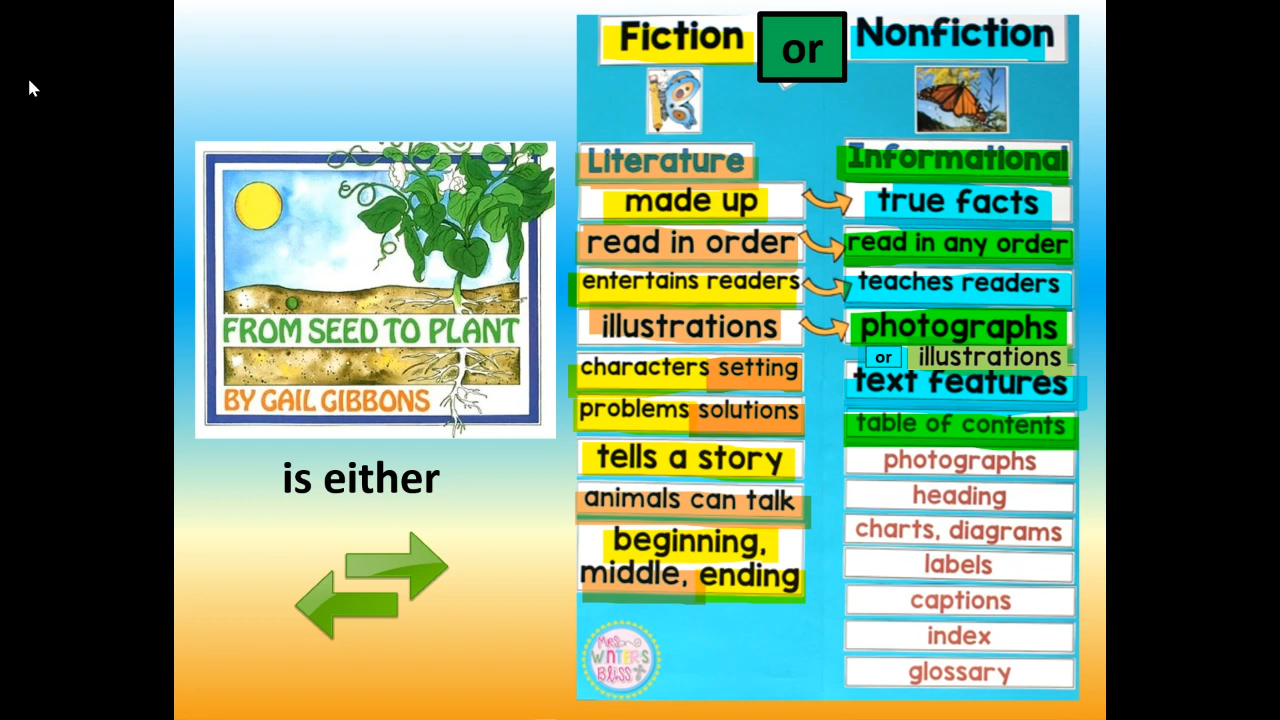 FROM SEED TO PLANT
BY GAIL GIBBONS
is either
Fiction
or
Nonfiction
Literature
made up
read in order
entertains readers
illustrations
characters setting
problems solutions
tells a story
animals can talk
beginning,
middle, ending
MRS.
WINTER'S
BLISS
Informational
true facts
read in any order
teaches readers
photographs
or illustrations
text features
table of contents
photographs
heading
charts, diagrams
labels
captions
index
glossary